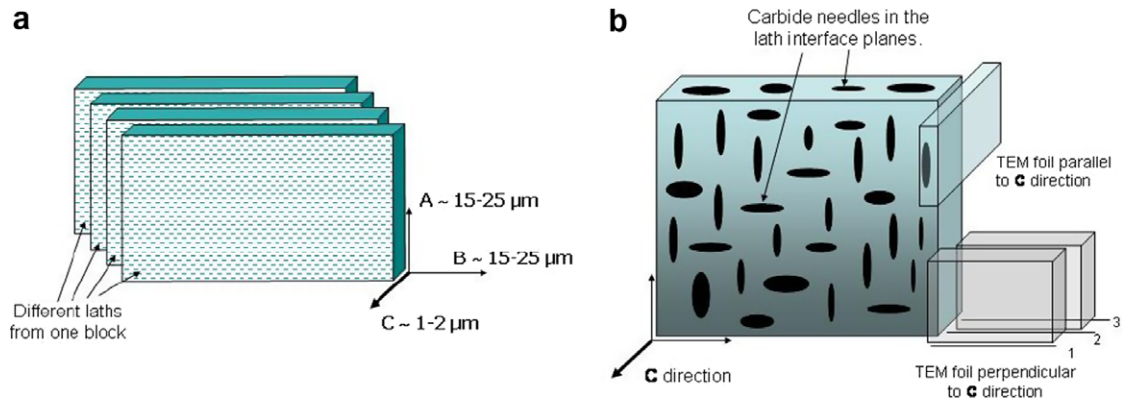 a
A ~ 15-25 µm
B ~ 15-25 µm
C ~ 1-2 µm
Different laths
from one block
b
Carbide needles in the
lath interface planes.
TEM foil parallel
to C direction
3
2
1
TEM foil perpendicular
to C direction
C direction